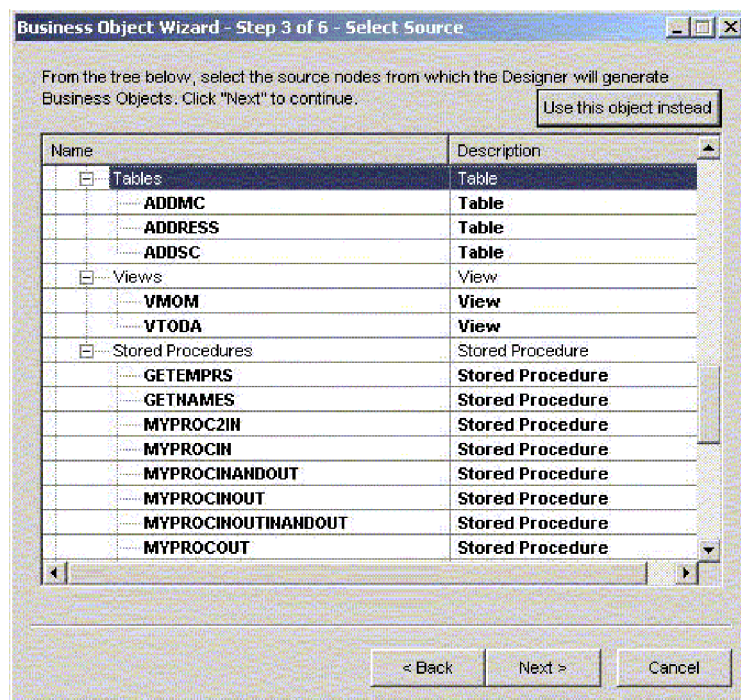 Business Object Wizard - Step 3 of 6 - Select Source
From the tree below, select the source nodes from which the Designer will generate
Business Objects. Click "Next" to continue.
Use this object instead
Name Description
Tables Table
ADDMC Table
ADDRESS Table
ADDSC Table
Views View
VMOM View
VTODA View
Stored Procedures Stored Procedure
GETEMPRS Stored Procedure
GETNAMES Stored Procedure
MYPROC2IN Stored Procedure
MYPROCIN Stored Procedure
MYPROCINANDOUT Stored Procedure
MYPROCINOUT Stored Procedure
MYPROCINOUTINANDOUT Stored Procedure
MYPROCOUT Stored Procedure
< Back Next > Cancel